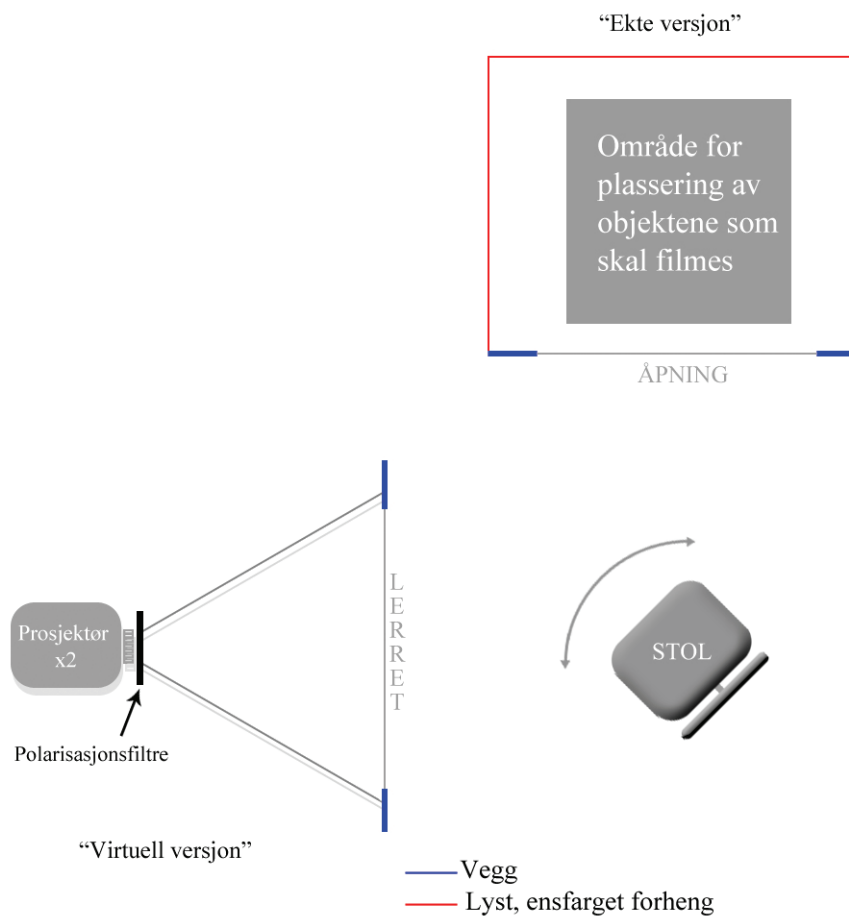 “Ekte versjon”
Område for
plassering av
objektene som
skal filmes
ÅPNING
LERRET
Prosjektør
x2
STOL
Polarisasjonsfiltre
“Virtuell versjon”
Vegg
Lyst, ensfarget forheng